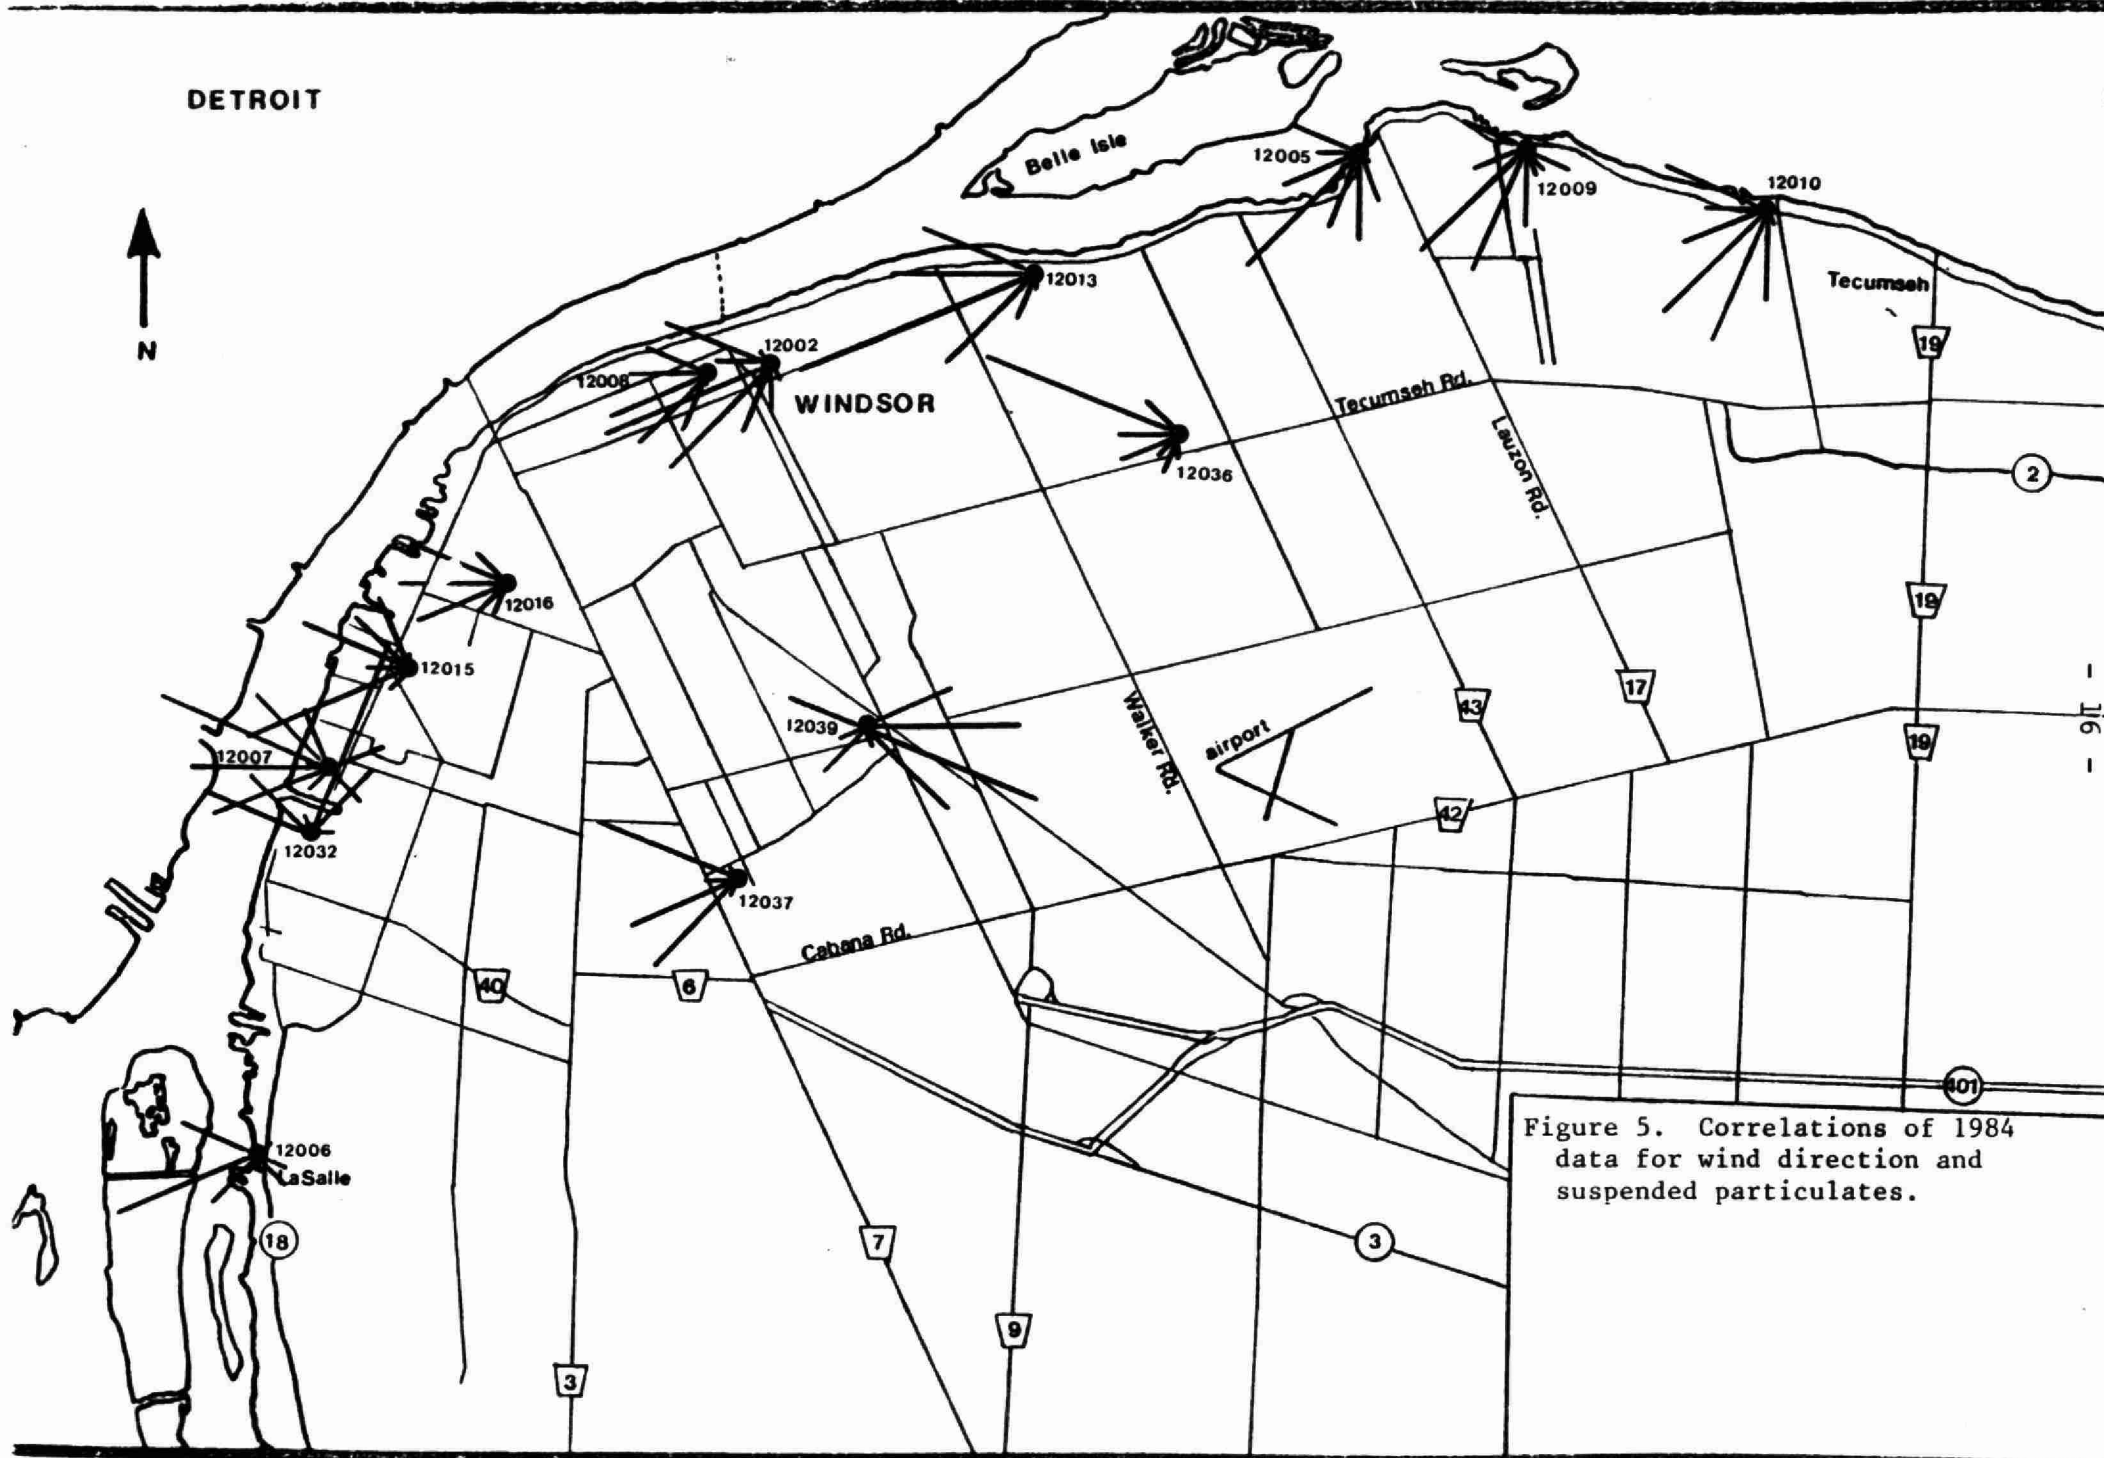 DETROIT
N
Belle Isle
12005
12009
12010
Tecumseh
12013
12002
12008
WINDSOR
19
Tecumseh Rd.
12036
Lauzon Rd.
2
12016
19
12015
17
43
12039
Walker Rd.
airport
19
- 16 -
12007
42
12032
12037
Cabana Rd.
40
6
401
12006
LaSalle
Figure 5. Correlations of 1984
data for wind direction and
suspended particulates.
18
7
3
9
3